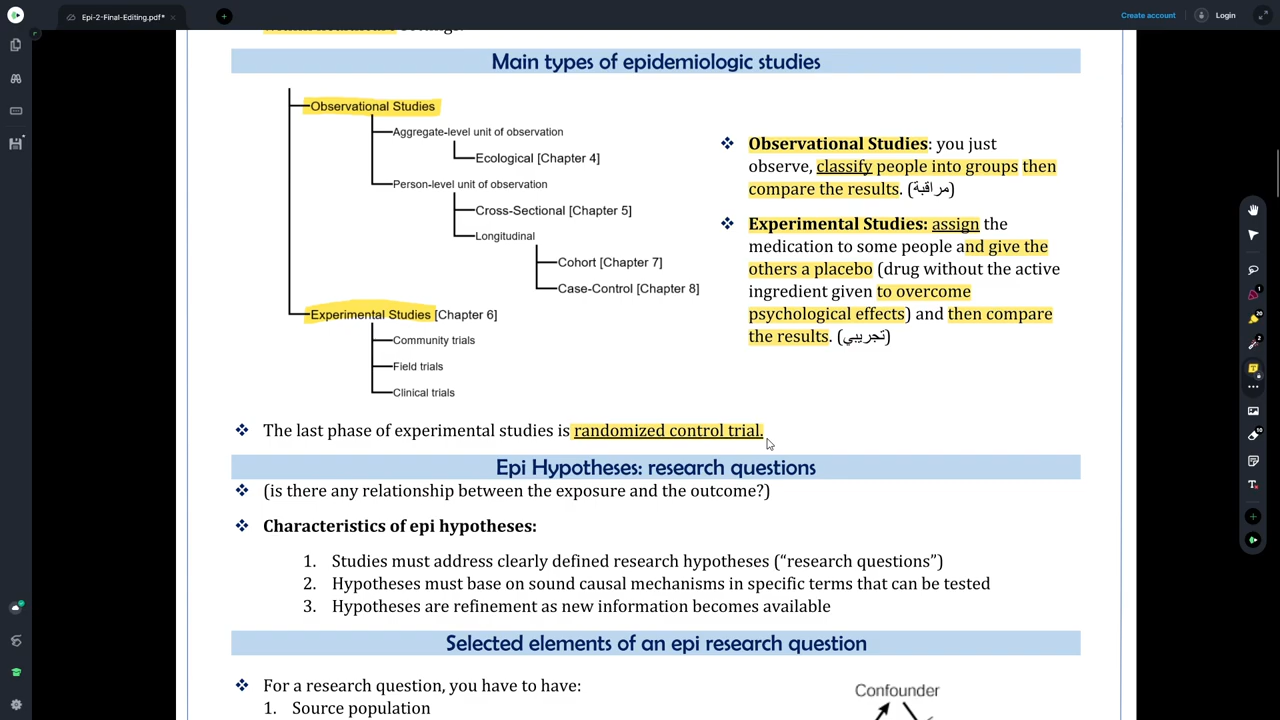 Epi-2-Final-Editing.pdf*
Create account
Login
Main types of epidemiologic studies
Observational Studies
Aggregate-level unit of observation
Ecological [Chapter 4]
Person-level unit of observation
Cross-Sectional [Chapter 5]
Longitudinal
Cohort [Chapter 7]
Case-Control [Chapter 8]
Experimental Studies [Chapter 6]
Community trials
Field trials
Clinical trials
❖ Observational Studies: you just
observe, classify people into groups then
compare the results. (مراقبة)
❖ Experimental Studies: assign the
medication to some people and give the
others a placebo (drug without the active
ingredient given to overcome
psychological effects) and then compare
the results. (تجريبي)
❖ The last phase of experimental studies is randomized control trial.
Epi Hypotheses: research questions
❖ (is there any relationship between the exposure and the outcome?)
❖ Characteristics of epi hypotheses:
1. Studies must address clearly defined research hypotheses (“research questions”)
2. Hypotheses must base on sound causal mechanisms in specific terms that can be tested
3. Hypotheses are refinement as new information becomes available
Selected elements of an epi research question
❖ For a research question, you have to have:
1. Source population
Confounder